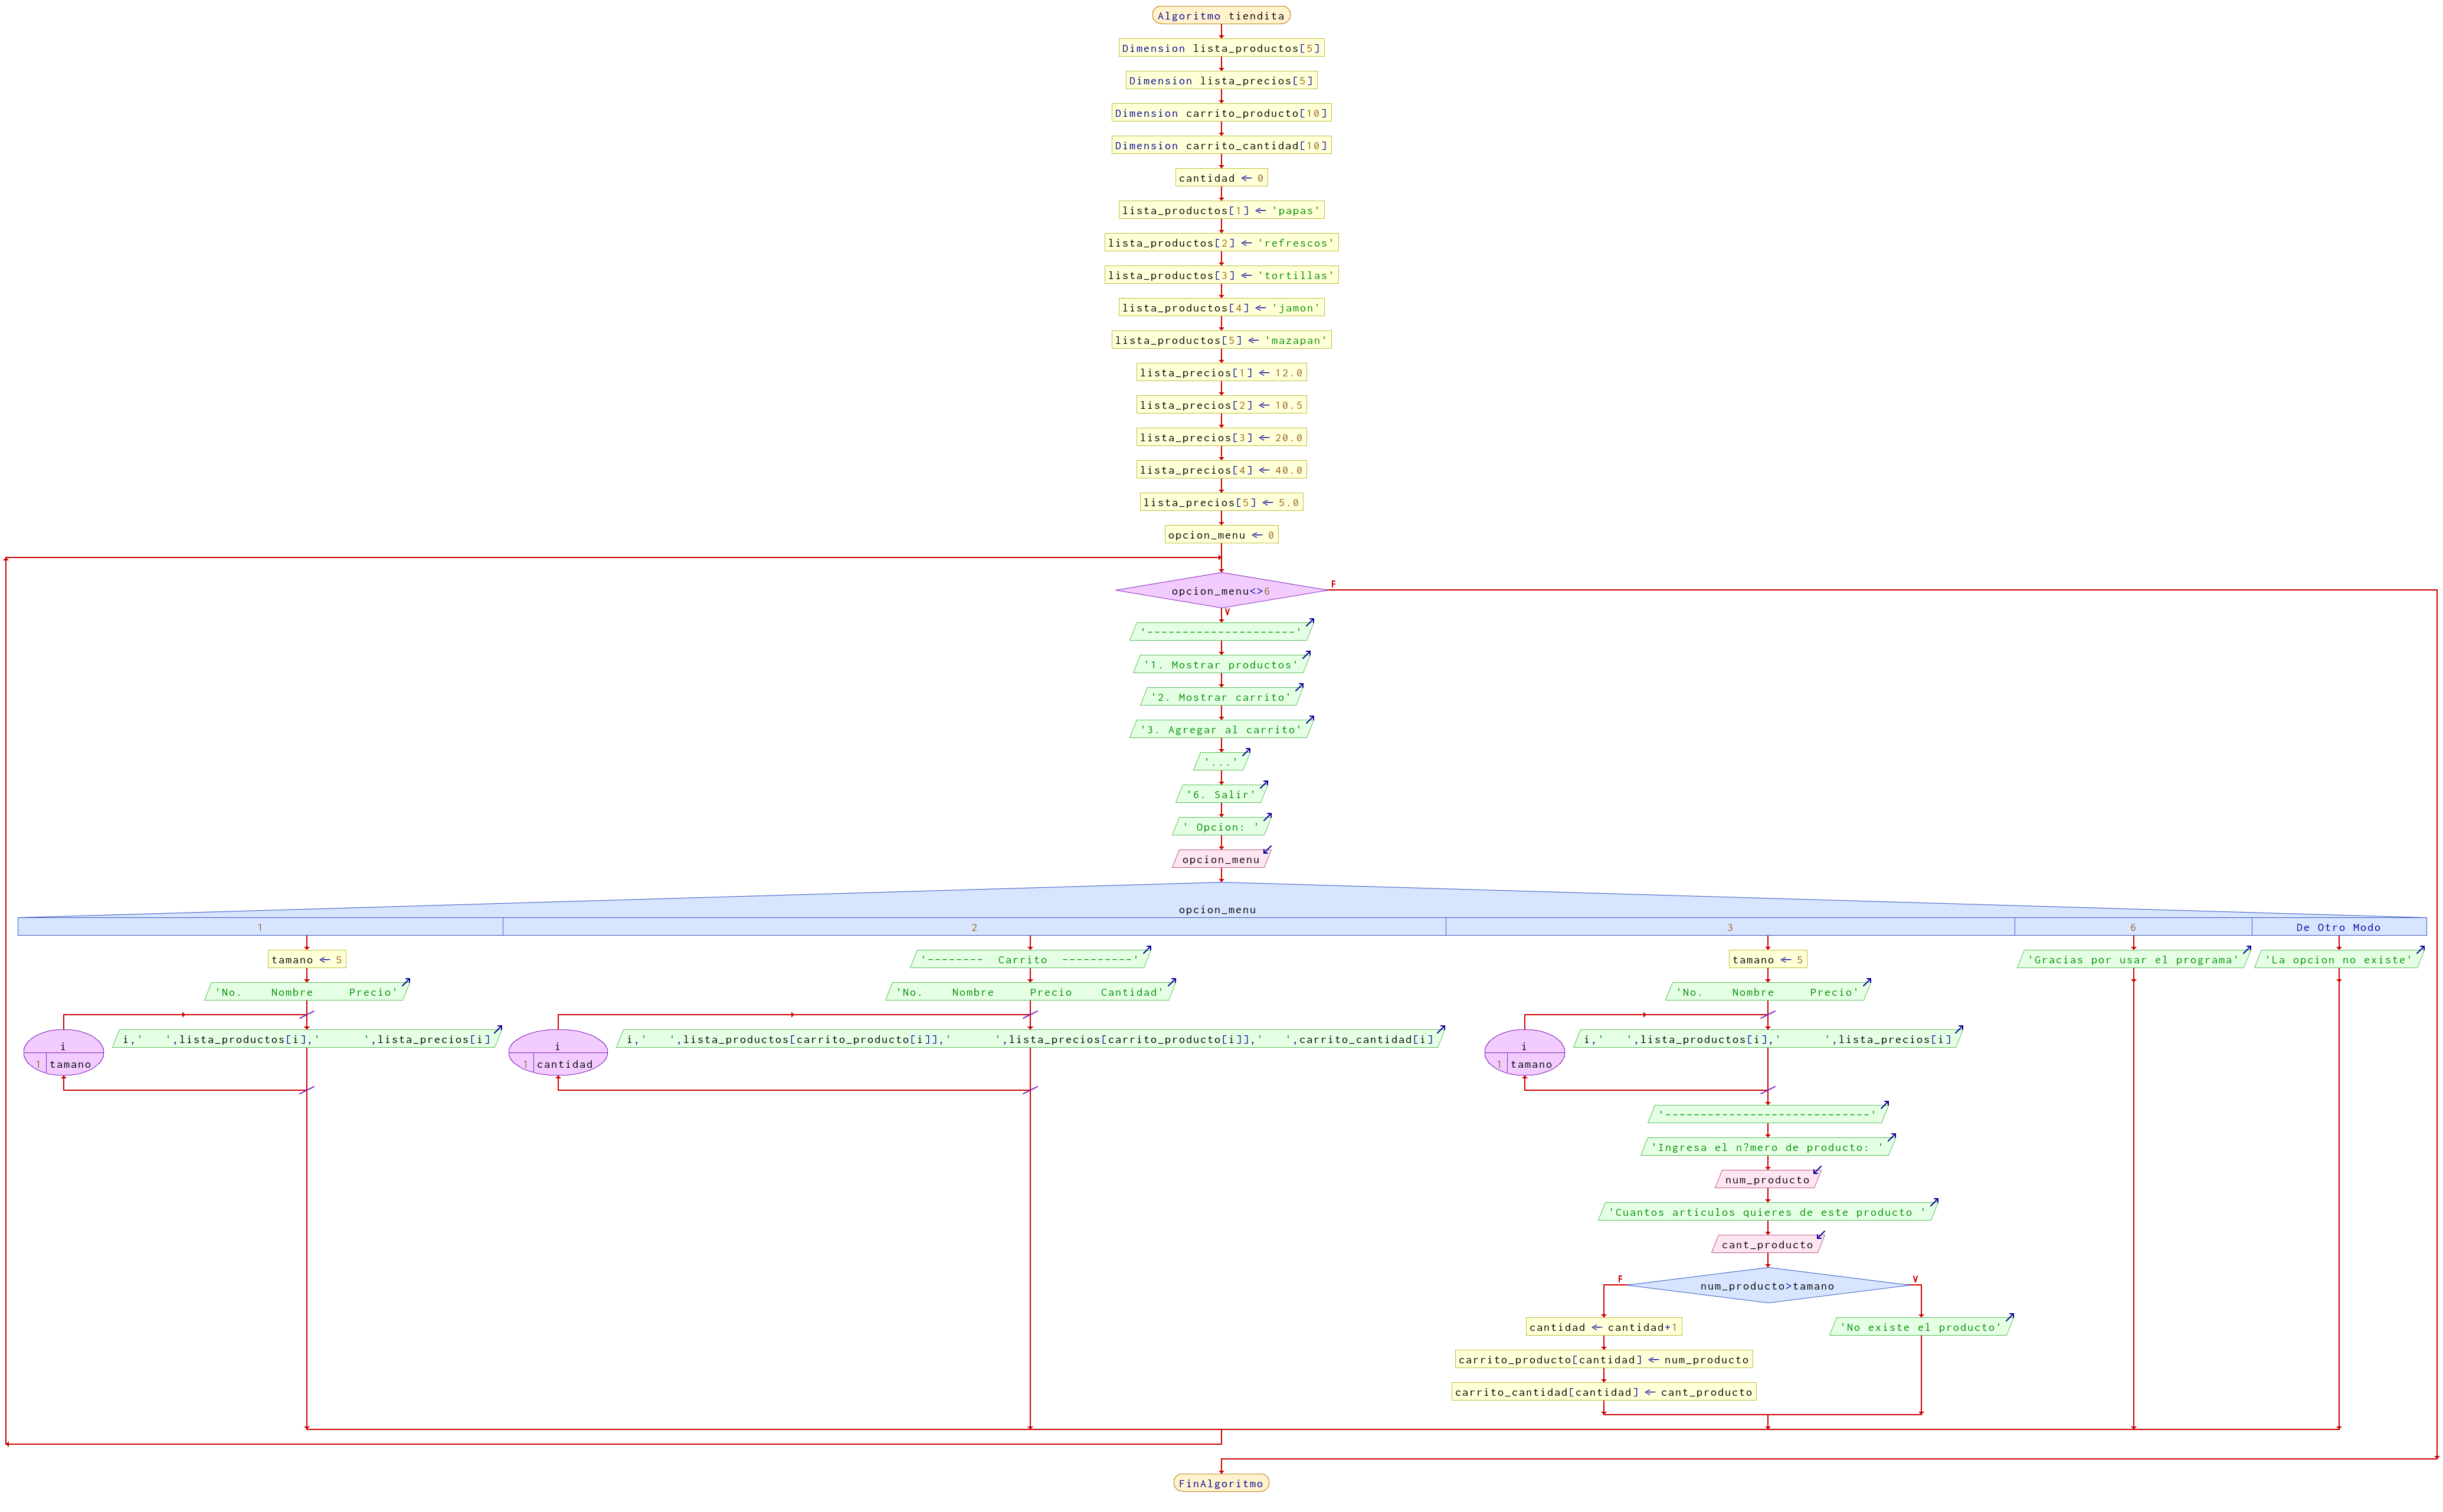 Algoritmo tiendita
Dimension lista_productos[5]
Dimension lista_precios[5]
Dimension carrito_producto[10]
Dimension carrito_cantidad[10]
cantidad ← 0
lista_productos[1] ← 'papas'
lista_productos[2] ← 'refrescos'
lista_productos[3] ← 'tortillas'
lista_productos[4] ← 'jamon'
lista_productos[5] ← 'mazapan'
lista_precios[1] ← 12.0
lista_precios[2] ← 10.5
lista_precios[3] ← 20.0
lista_precios[4] ← 40.0
lista_precios[5] ← 5.0
opcion_menu ← 0
opcion_menu<>6
F
V
'---------------------'
'1. Mostrar productos'
'2. Mostrar carrito'
'3. Agregar al carrito'
'...'
'6. Salir'
' Opcion: '
opcion_menu
opcion_menu
1
2
3
6
De Otro Modo
tamano ← 5
'No.    Nombre     Precio'
i
1 tamano
i,'   ',lista_productos[i],'      ',lista_precios[i]
'--------  Carrito  ----------'
'No.    Nombre     Precio    Cantidad'
i
1 cantidad
i,'   ',lista_productos[carrito_producto[i]],'      ',lista_precios[carrito_producto[i]],'   ',carrito_cantidad[i]
tamano ← 5
'No.    Nombre     Precio'
i
1 tamano
i,'   ',lista_productos[i],'      ',lista_precios[i]
'-----------------------------'
'Ingresa el n?mero de producto: '
num_producto
'Cuantos articulos quieres de este producto '
cant_producto
num_producto>tamano
F
V
cantidad ← cantidad+1
carrito_producto[cantidad] ← num_producto
carrito_cantidad[cantidad] ← cant_producto
'No existe el producto'
'Gracias por usar el programa'
'La opcion no existe'
FinAlgoritmo